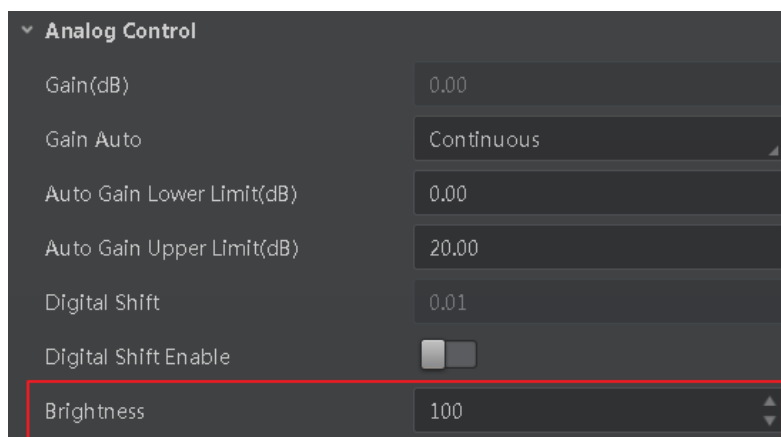 Analog Control
Gain(dB) 0.00
Gain Auto Continuous
Auto Gain Lower Limit(dB) 0.00
Auto Gain Upper Limit(dB) 20.00
Digital Shift 0.01
Digital Shift Enable
Brightness 100